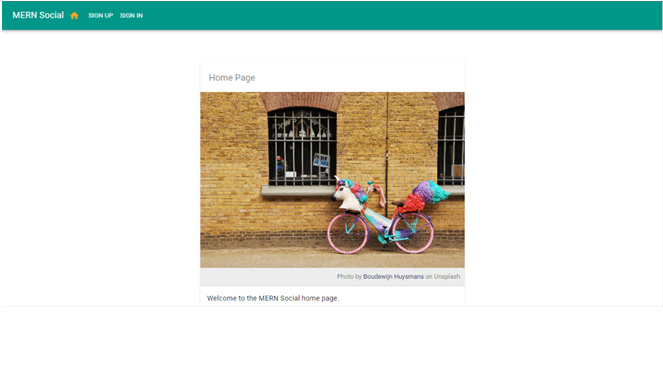 MERN Social SIGN UP SIGN IN
Home Page
Photo by Boudewijn Huysmans on Unsplash
Welcome to the MERN Social home page.